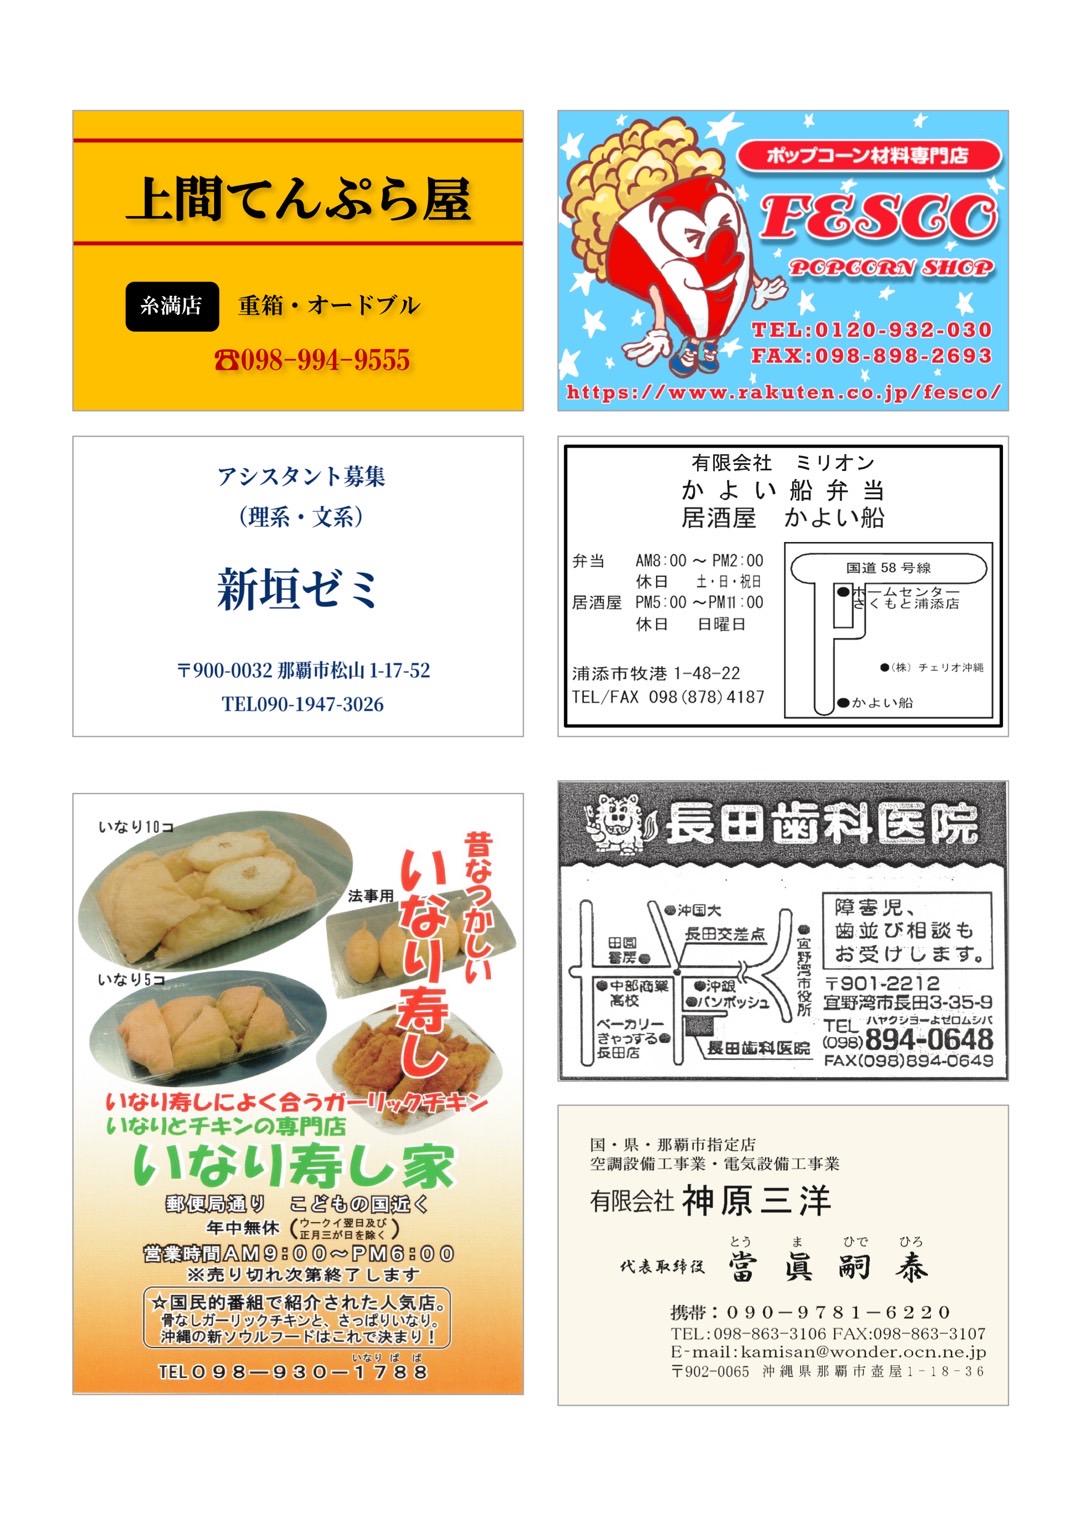 上間てんぷら屋
糸満店 重箱・オードブル
☎098-994-9555
ポップコーン材料専門店
FESCO
POPCORN SHOP
TEL:0120-932-030
FAX:098-898-2693
https://www.rakuten.co.jp/fesco/
アシスタント募集
（理系・文系）
新垣ゼミ
〒900-0032 那覇市松山 1-17-52
TEL090-1947-3026
有限会社 ミリオン
かよい船弁当
居酒屋 かよい船
弁当 AM8:00 ～ PM2:00
休日 土・日・祝日
居酒屋 PM5:00 ～PM11:00
休日 日曜日
浦添市牧港 1-48-22
TEL/FAX 098(878)4187
国道 58 号線
●ホームセンター
さくもと浦添店
●(株) チェリオ沖縄
●かよい船
いなり10コ
法事用
いなり5コ
昔なつかしい
いなり寿し
いなり寿しによく合うガーリックチキン
いなりとチキンの専門店
いなり寿し家
郵便局通り こどもの国近く
年中無休（ウークイ翌日及び正月三が日を除く）
営業時間AM9:00～PM6:00
※売り切れ次第終了します
☆国民的番組で紹介された人気店。
骨なしガーリックチキンと、さっぱりいなり。
沖縄の新ソウルフードはこれで決まり！
いなり ぱ ぱ
TEL098-930-1788
長田歯科医院
●沖国大
長田交差点
田園書房●
●宜野湾市役所
●中部商業高校
●沖銀
●パンポッシュ
ベーカリー
きゃっする●
長田店
長田歯科医院
障害児、
歯並び相談も
お受けします。
〒901-2212
宜野湾市長田3-35-9
ハヤクショーよゼロムシバ
TEL(098)894-0648
FAX(098)894-0649
国・県・那覇市指定店
空調設備工事業・電気設備工事業
有限会社 神原三洋
とう ま ひで ひろ
代表取締役 當眞嗣泰
携帯：090-9781-6220
TEL:098-863-3106 FAX:098-863-3107
E-mail:kamisan@wonder.ocn.ne.jp
〒902-0065 沖縄県那覇市壺屋1-18-36